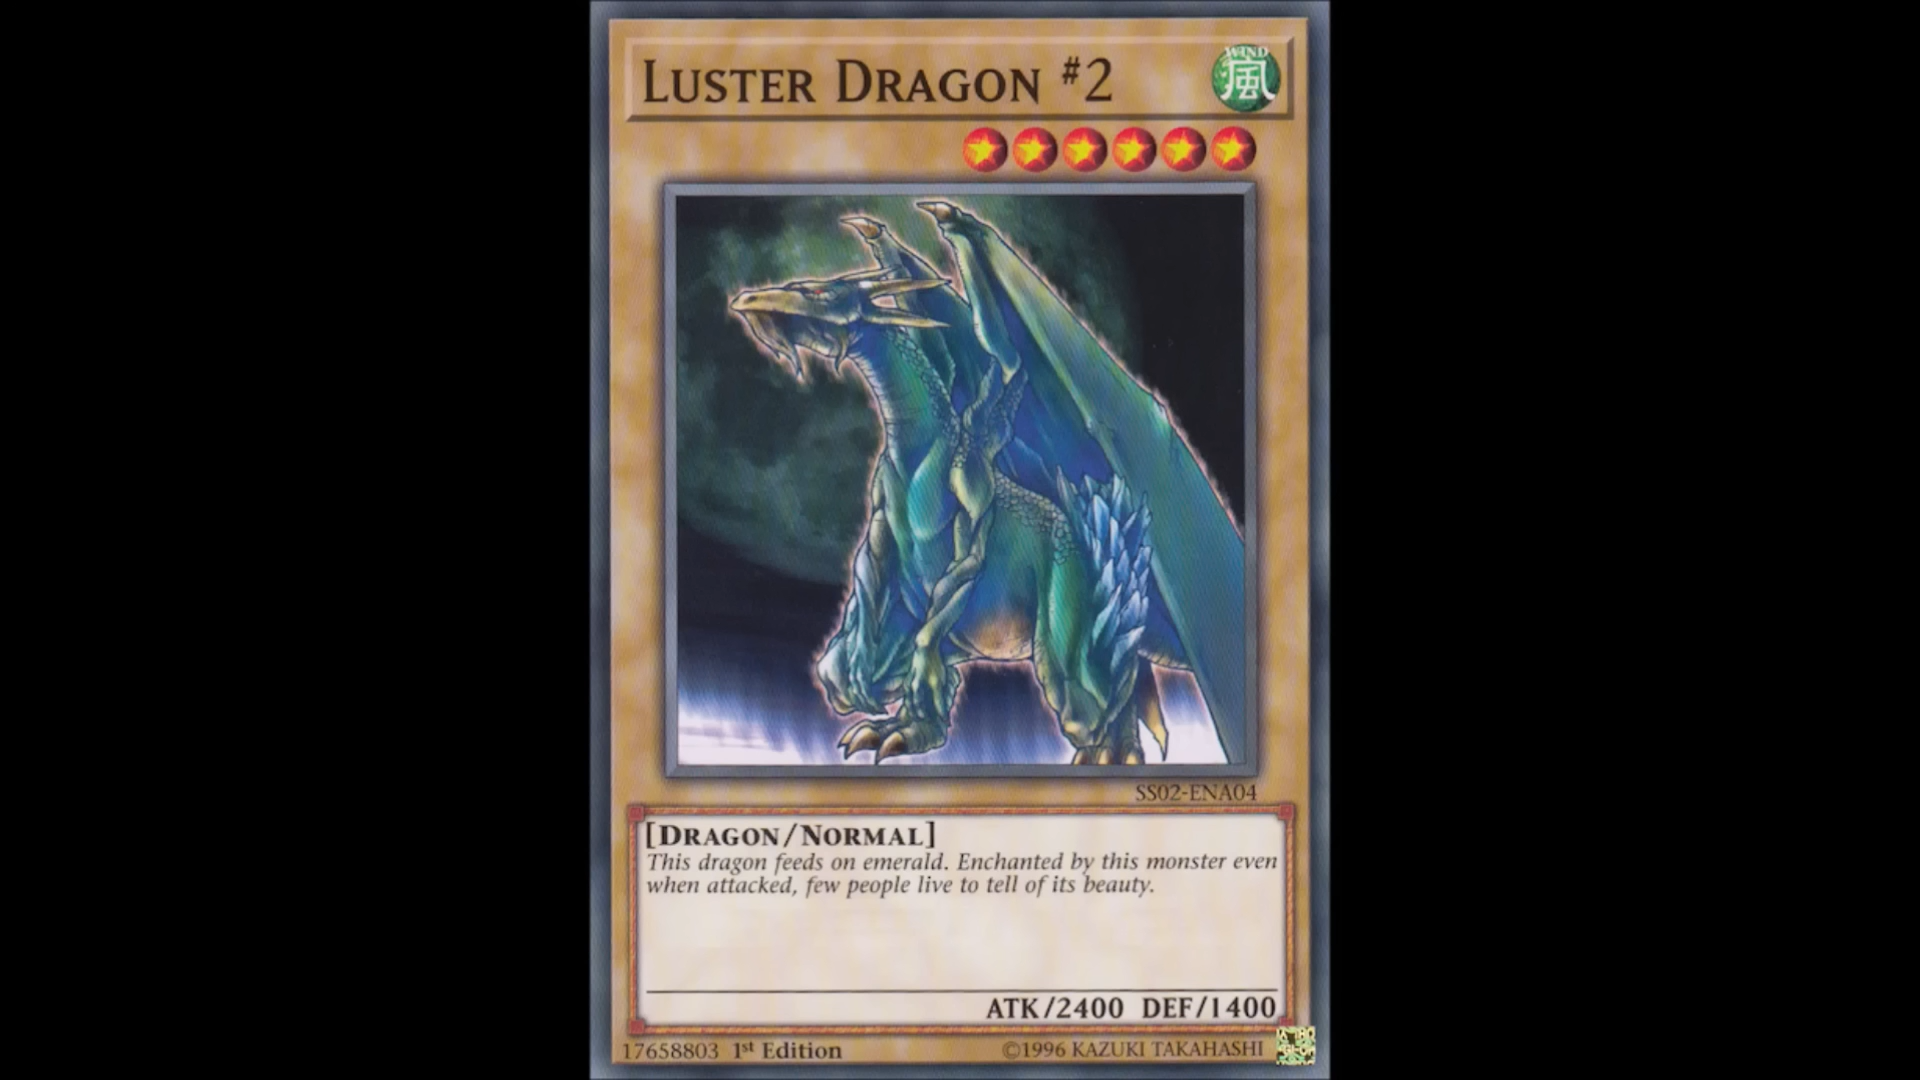 LUSTER DRAGON #2
WIND
風
SS02-ENA04
[DRAGON/NORMAL]
This dragon feeds on emerald. Enchanted by this monster even
when attacked, few people live to tell of its beauty.
ATK/2400 DEF/1400
17658803 1st Edition ©1996 KAZUKI TAKAHASHI